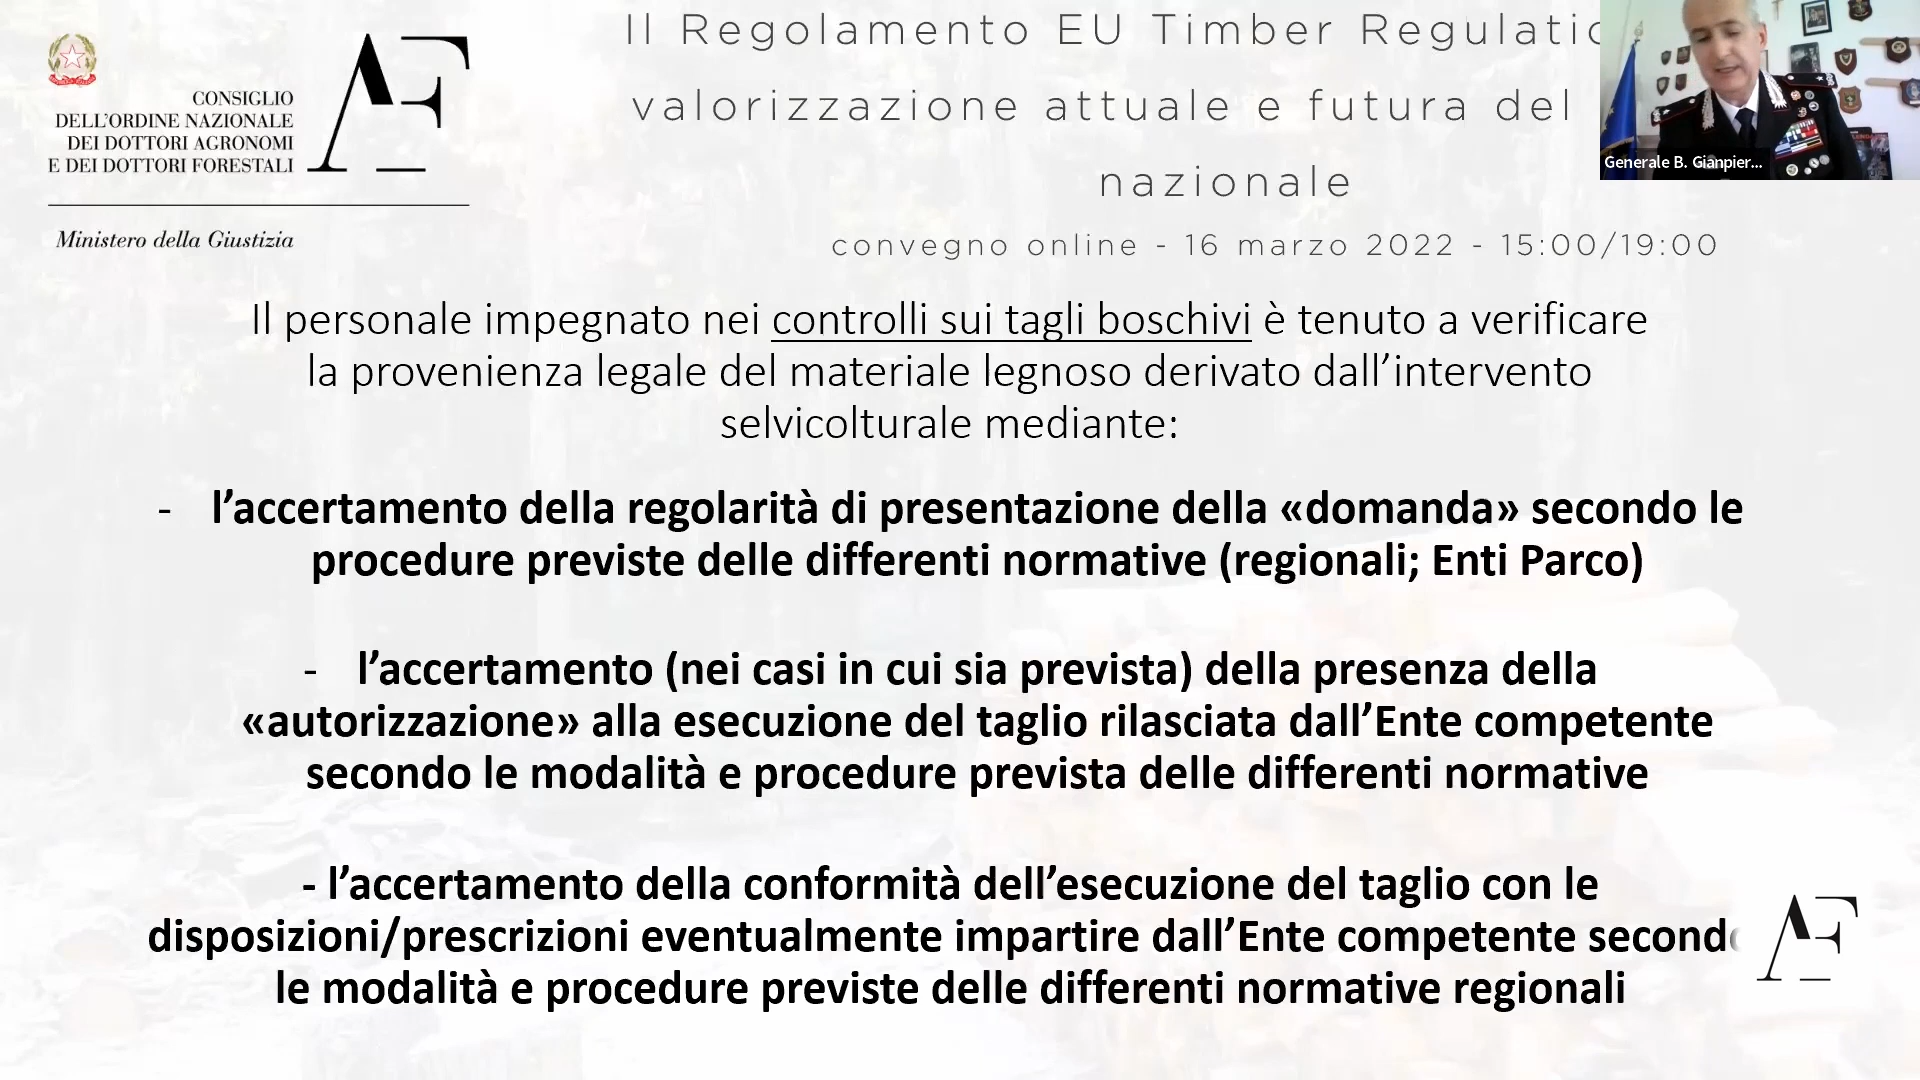 CONSIGLIO
DELL'ORDINE NAZIONALE
DEI DOTTORI AGRONOMI
E DEI DOTTORI FORESTALI
AF
Ministero della Giustizia
Il Regolamento EU Timber
valorizzazione attuale e futura del
nazionale
convegno online - 16 marzo 2022 - 15:00/19:00
Generale B. Gianpier...
Il personale impegnato nei controlli sui tagli boschivi è tenuto a verificare
la provenienza legale del materiale legnoso derivato dall’intervento
selvicolturale mediante:
- l’accertamento della regolarità di presentazione della «domanda» secondo le
procedure previste delle differenti normative (regionali; Enti Parco)
- l’accertamento (nei casi in cui sia prevista) della presenza della
«autorizzazione» alla esecuzione del taglio rilasciata dall’Ente competente
secondo le modalità e procedure prevista delle differenti normative
- l’accertamento della conformità dell’esecuzione del taglio con le
disposizioni/prescrizioni eventualmente impartire dall’Ente competente secondo
le modalità e procedure previste delle differenti normative regionali
AF